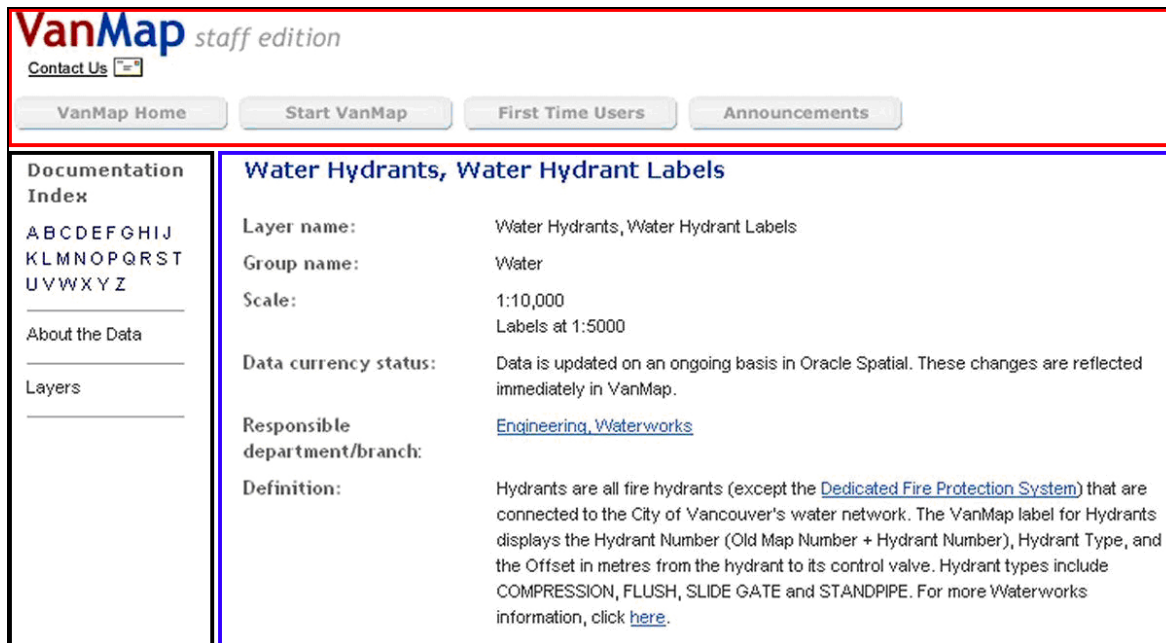 VanMap staff edition
Contact Us
VanMap Home
Start VanMap
First Time Users
Announcements
Documentation
Index
A B C D E F G H I J
K L M N O P Q R S T
U V W X Y Z
About the Data
Layers
Water Hydrants, Water Hydrant Labels
Layer name: Water Hydrants, Water Hydrant Labels
Group name: Water
Scale: 1:10,000
Labels at 1:5000
Data currency status: Data is updated on an ongoing basis in Oracle Spatial. These changes are reflected
immediately in VanMap.
Responsible Engineering, Waterworks
department/branch:
Definition: Hydrants are all fire hydrants (except the Dedicated Fire Protection System) that are
connected to the City of Vancouver's water network. The VanMap label for Hydrants
displays the Hydrant Number (Old Map Number + Hydrant Number), Hydrant Type, and
the Offset in metres from the hydrant to its control valve. Hydrant types include
COMPRESSION, FLUSH, SLIDE GATE and STANDPIPE. For more Waterworks
information, click here.